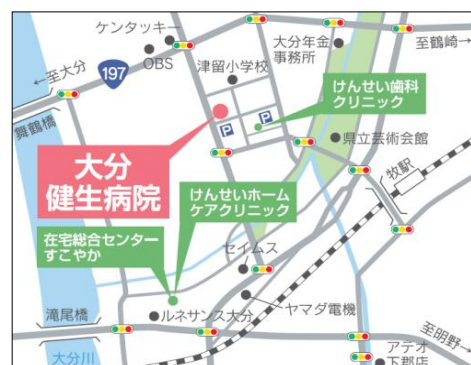 ケンタッキー
OBS
大分年金
事務所
至鶴崎→
←至大分
197
津留小学校
けんせい歯科
クリニック
舞鶴橋
P
P
県立芸術会館
大分
健生病院
牧駅
けんせいホーム
ケアクリニック
在宅総合センター
すこやか
セイムス
滝尾橋
ルネサンス大分
ヤマダ電機
至明野→
大分川
アテオ
下郡店